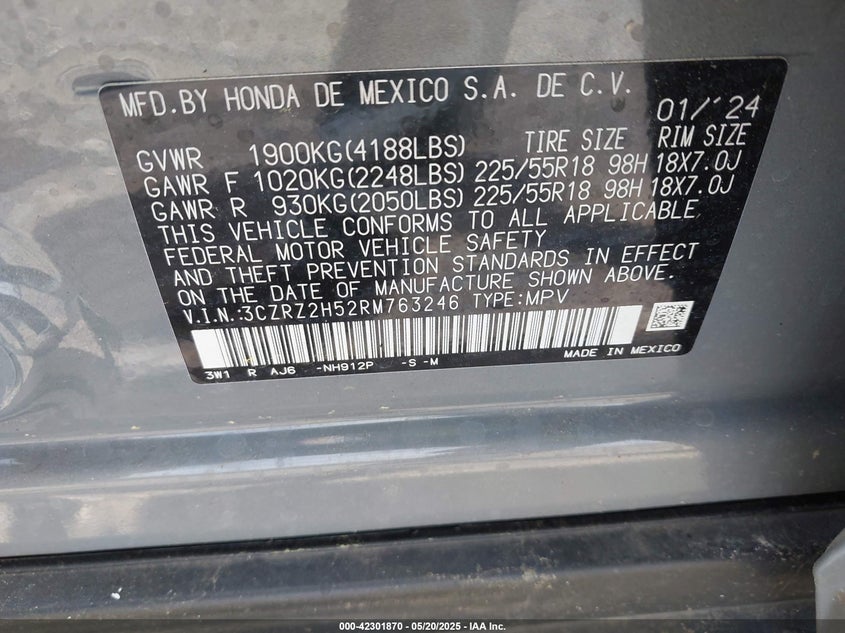 MFD.BY HONDA DE MEXICO S.A. DE C.V. 01/'24
TIRE SIZE RIM SIZE
GVWR 1900KG(4188LBS)
GAWR F 1020KG(2248LBS) 225/55R18 98H 18X7.0J
GAWR R 930KG(2050LBS) 225/55R18 98H 18X7.0J
THIS VEHICLE CONFORMS TO ALL APPLICABLE
FEDERAL MOTOR VEHICLE SAFETY
AND THEFT PREVENTION STANDARDS IN EFFECT
ON THE DATE OF MANUFACTURE SHOWN ABOVE.
V.I.N.:3CZRZ2H52RM763246 TYPE:MPV
3W1 R AJ6 -NH912P -S -M MADE IN MEXICO
000-42301870 — 05/20/2025 — IAA Inc.